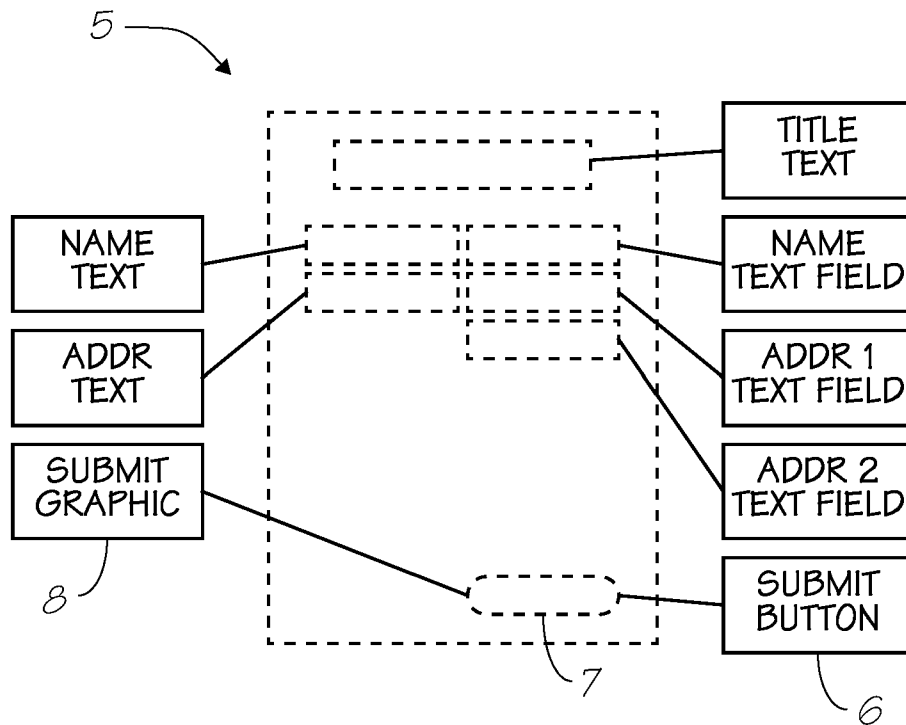 5
TITLE
TEXT
NAME
TEXT
NAME
TEXT FIELD
ADDR
TEXT
ADDR 1
TEXT FIELD
SUBMIT
GRAPHIC
ADDR 2
TEXT FIELD
SUBMIT
BUTTON
8
7
6